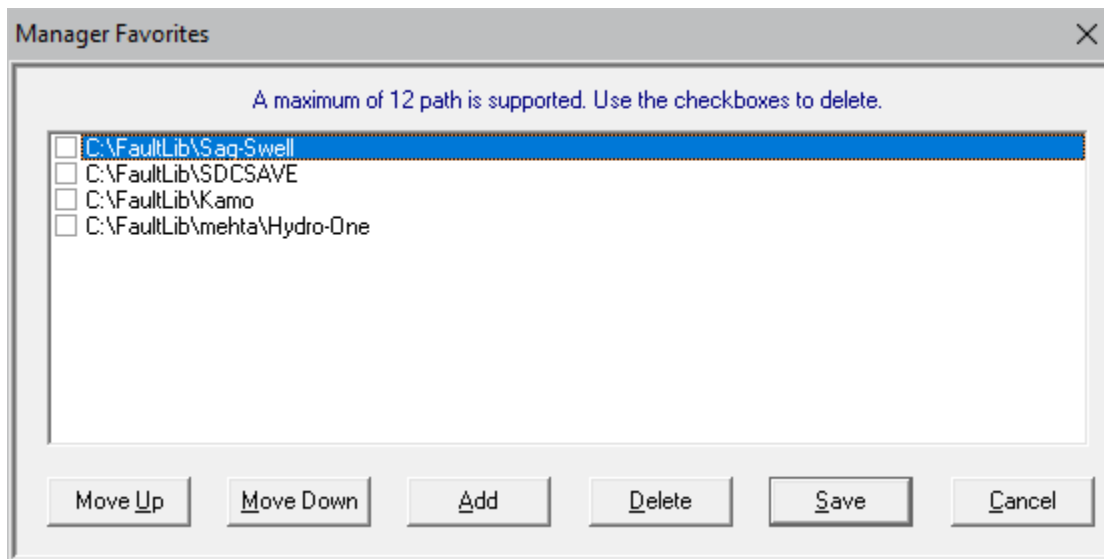 Manager Favorites
A maximum of 12 path is supported. Use the checkboxes to delete.
C:\FaultLib\Sag-Swell
C:\FaultLib\SDCSAVE
C:\FaultLib\Kamo
C:\FaultLib\mehta\Hydro-One
Move Up Move Down Add Delete Save Cancel